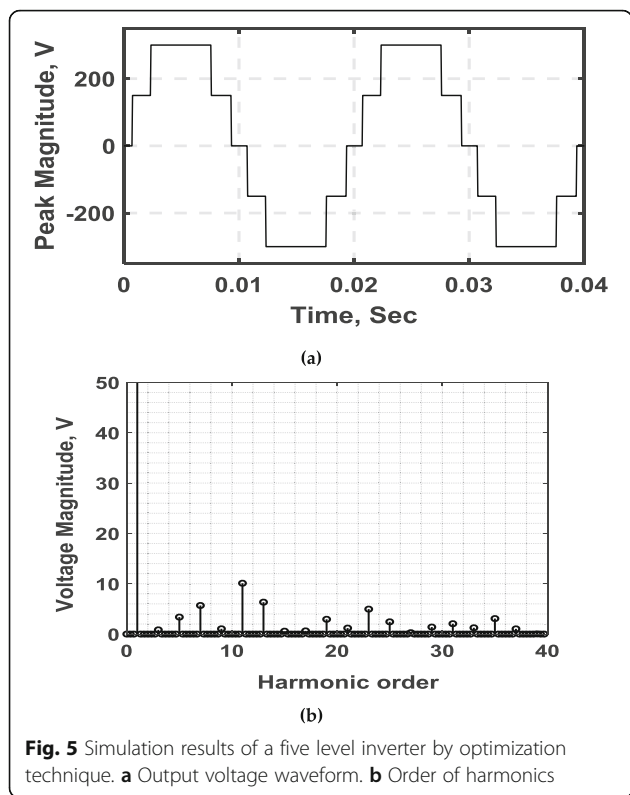 Peak Magnitude, V
200
0
-200
0 0.01 0.02 0.03 0.04
Time, Sec
(a)
Voltage Magnitude, V
50
40
30
20
10
0
0 10 20 30 40
Harmonic order
(b)
Fig. 5 Simulation results of a five level inverter by optimization
technique. a Output voltage waveform. b Order of harmonics